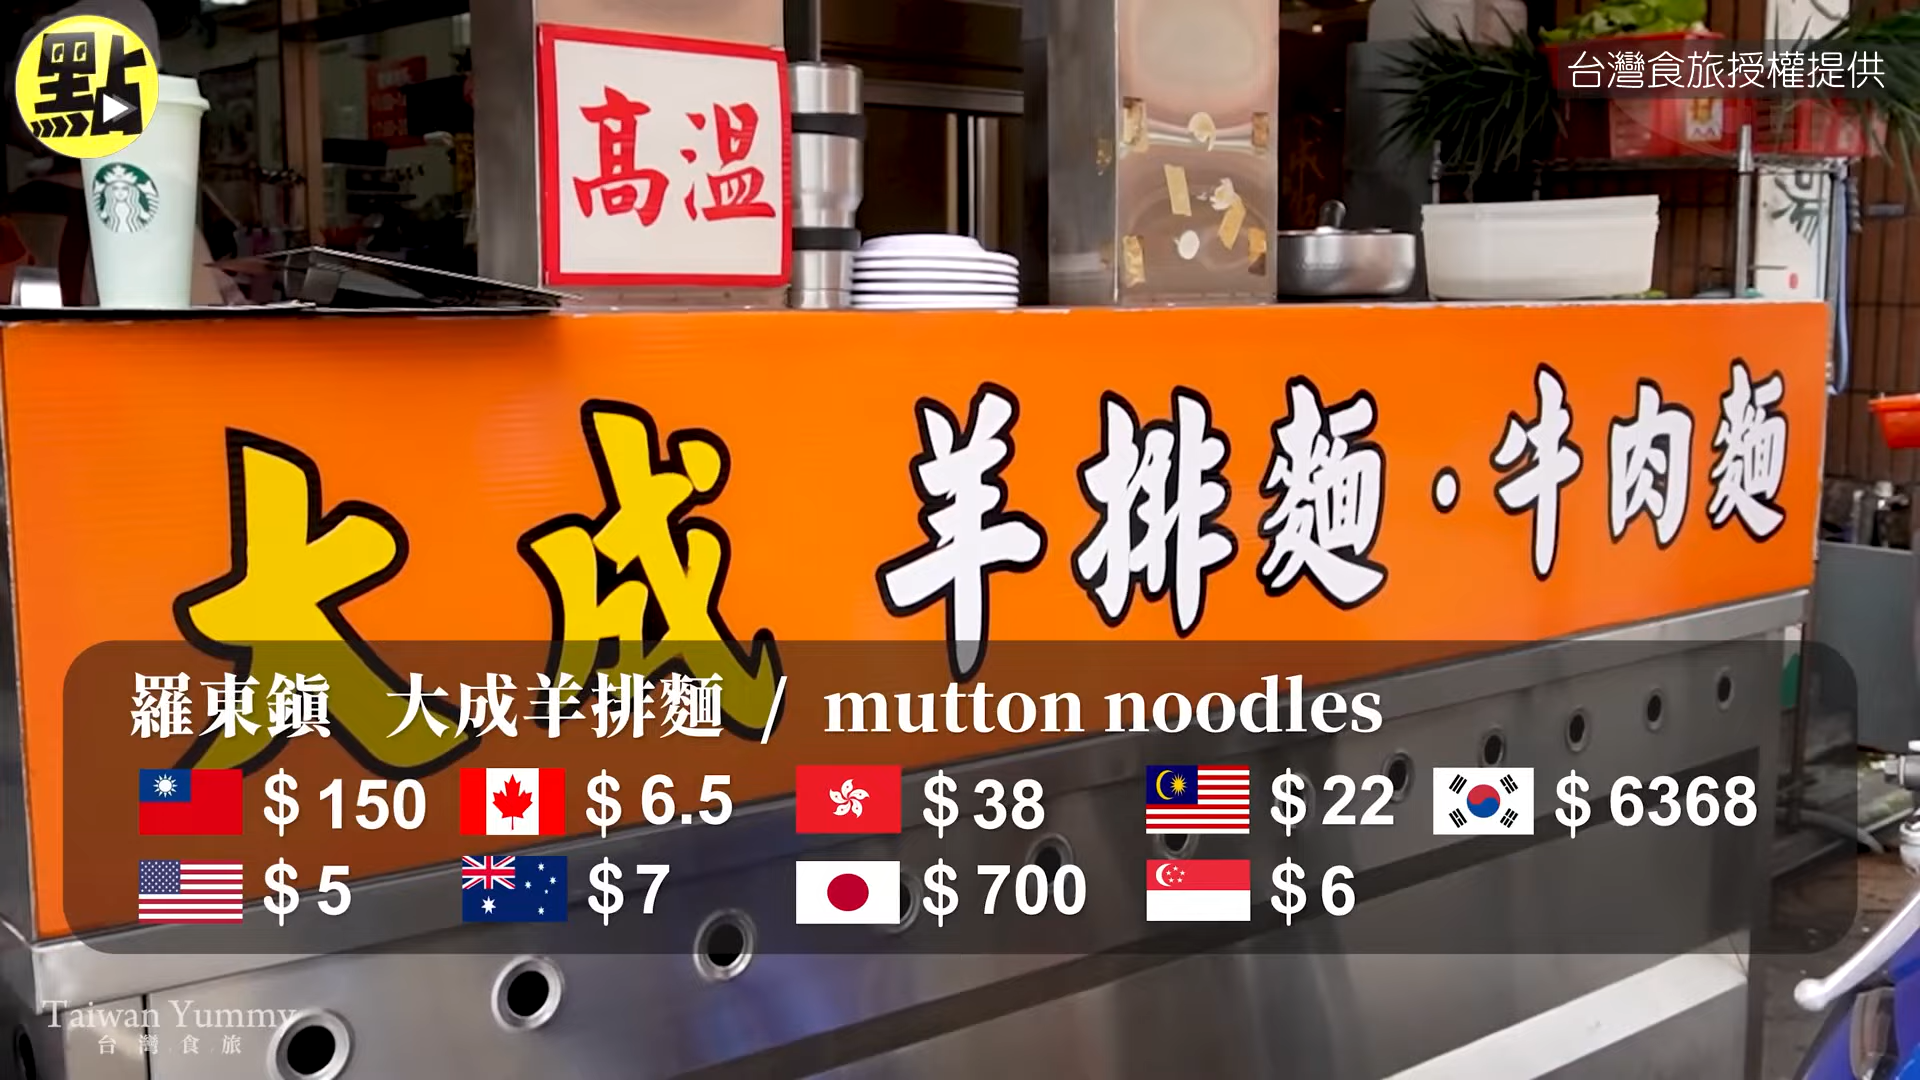 點
台灣食旅授權提供
高溫
大成 羊排麵・牛肉麵
羅東鎮 大成羊排麵 / mutton noodles
$ 150 $ 6.5 $ 38 $ 22 $ 6368
$ 5 $ 7 $ 700 $ 6
Taiwan Yummy
台灣食旅